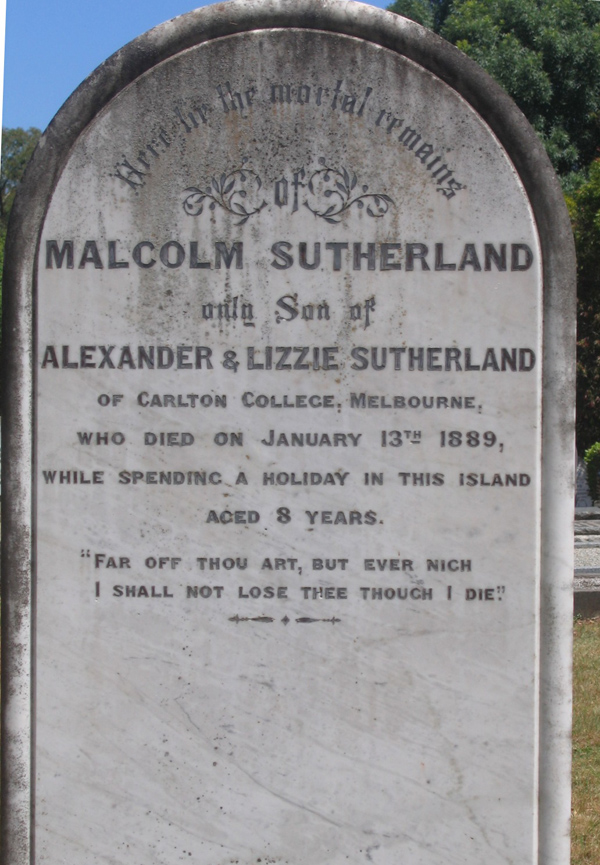 Here lie the mortal remains
of
MALCOLM SUTHERLAND
only Son of
ALEXANDER & LIZZIE SUTHERLAND
OF CARLTON COLLEGE, MELBOURNE,
WHO DIED ON JANUARY 13TH 1889,
WHILE SPENDING A HOLIDAY IN THIS ISLAND
AGED 8 YEARS.
"FAR OFF THOU ART, BUT EVER NIGH
I SHALL NOT LOSE THEE THOUGH I DIE."